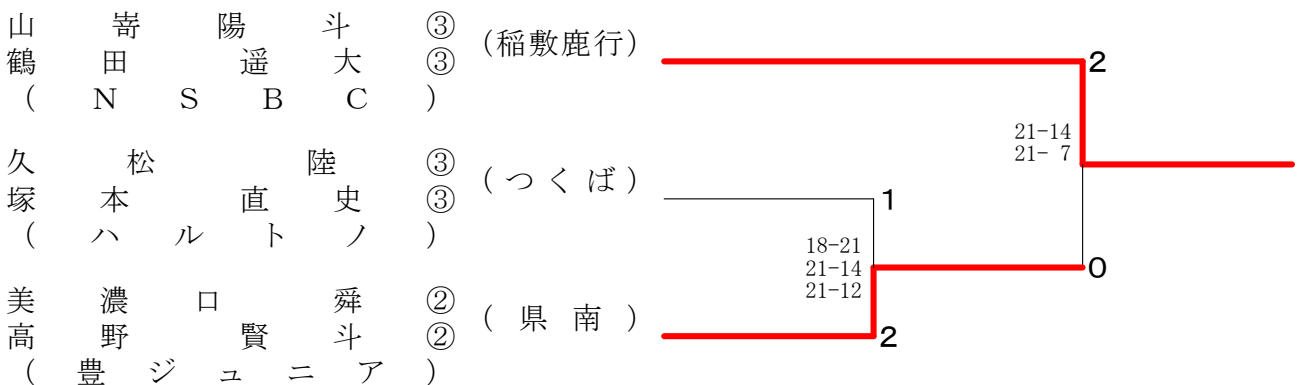 山嵜陽斗 ③
鶴田遥大 ③
(NSBC)
(稲敷鹿行)
2
21-14
21- 7
久松陸 ③
塚本直史 ③
(ハルトノ)
(つくば)
1
18-21
21-14
21-12
0
美濃口舜 ②
高野賢斗 ②
(豊ジュニア)
(県南)
2